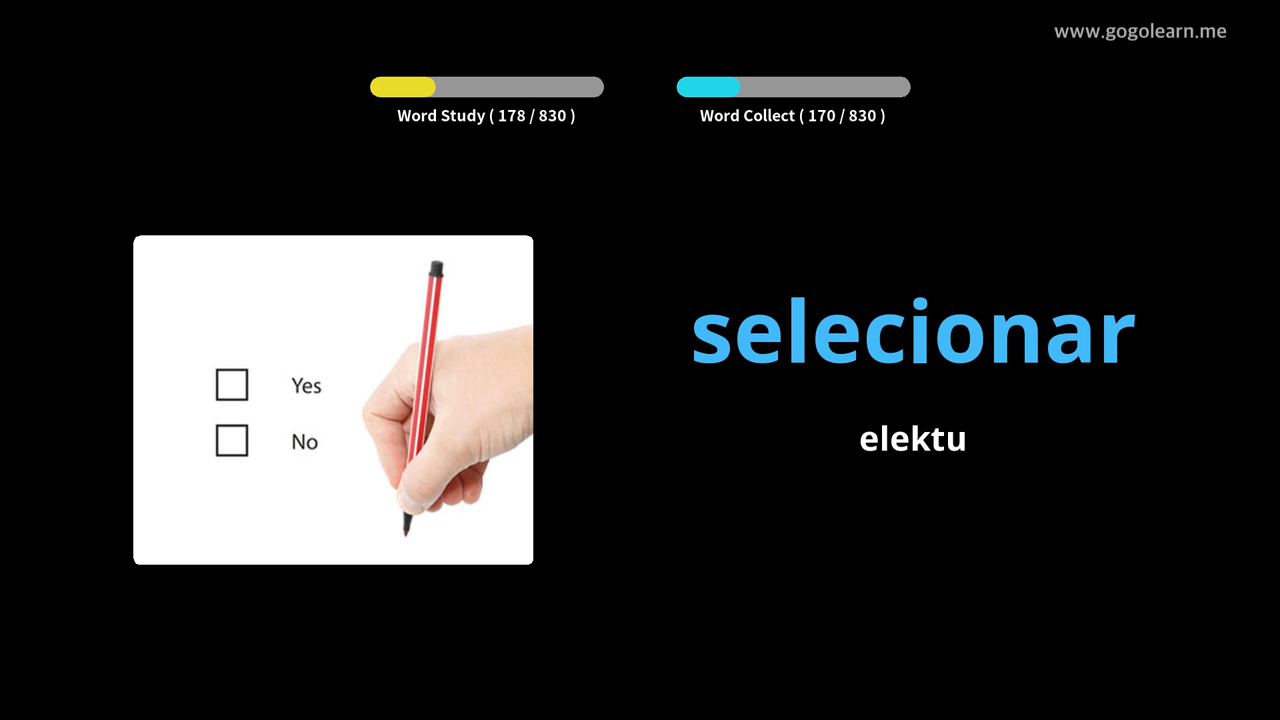 www.gogolearn.me
Word Study ( 178 / 830 )
Word Collect ( 170 / 830 )
Yes
No
selecionar
elektu